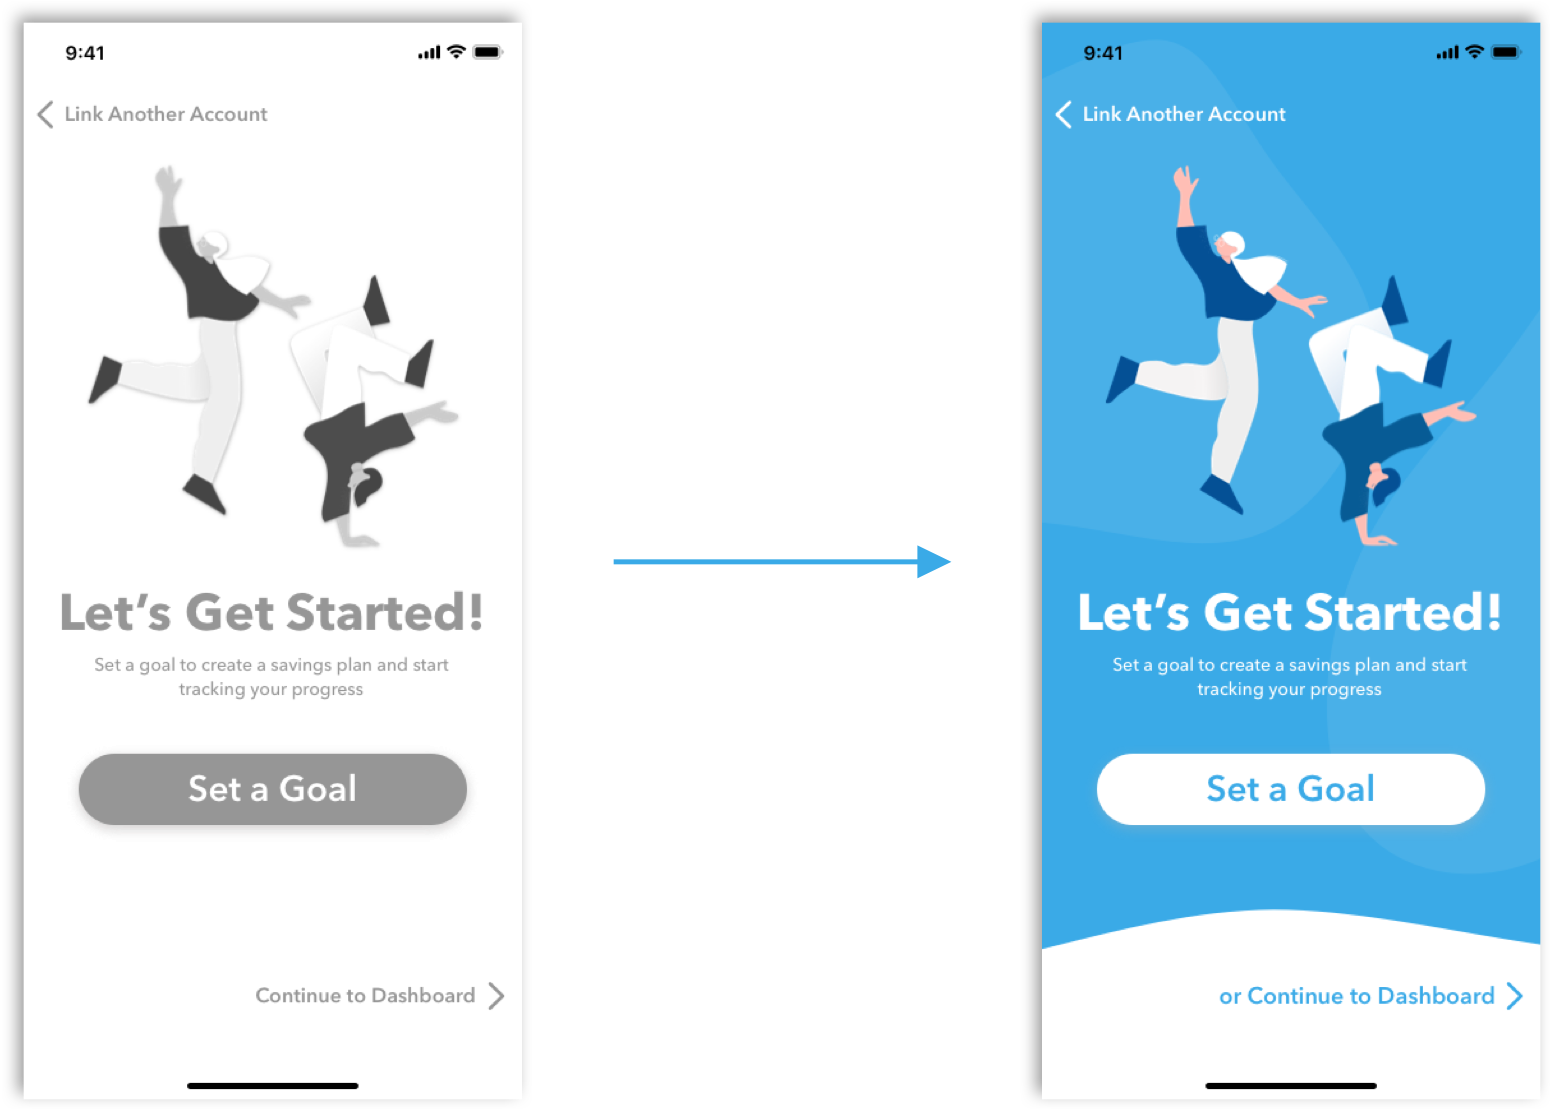 9:41
Link Another Account
Let’s Get Started!
Set a goal to create a savings plan and start
tracking your progress
Set a Goal
Continue to Dashboard
9:41
Link Another Account
Let’s Get Started!
Set a goal to create a savings plan and start
tracking your progress
Set a Goal
or Continue to Dashboard